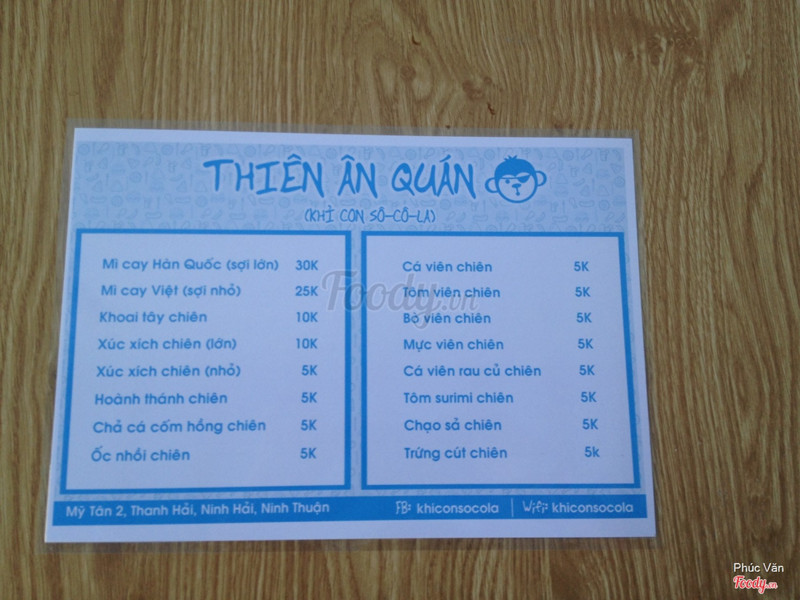 THIÊN ÂN QUÁN
(KHỈ CON SÔ-CÔ-LA)
Mì cay Hàn Quốc (sợi lớn) 30K
Mì cay Việt (sợi nhỏ) 25K
Khoai tây chiên 10K
Xúc xích chiên (lớn) 10K
Xúc xích chiên (nhỏ) 5K
Hoành thánh chiên 5K
Chả cá cốm hồng chiên 5K
Ốc nhồi chiên 5K
Cá viên chiên 5K
Tôm viên chiên 5K
Bò viên chiên 5K
Mực viên chiên 5K
Cá viên rau củ chiên 5K
Tôm surimi chiên 5K
Chạo sả chiên 5K
Trứng cút chiên 5k
Mỹ Tân 2, Thanh Hải, Ninh Hải, Ninh Thuận
FB: khiconsocola | Wifi: khiconsocola
Foody.vn
Phúc Văn
Foody.vn